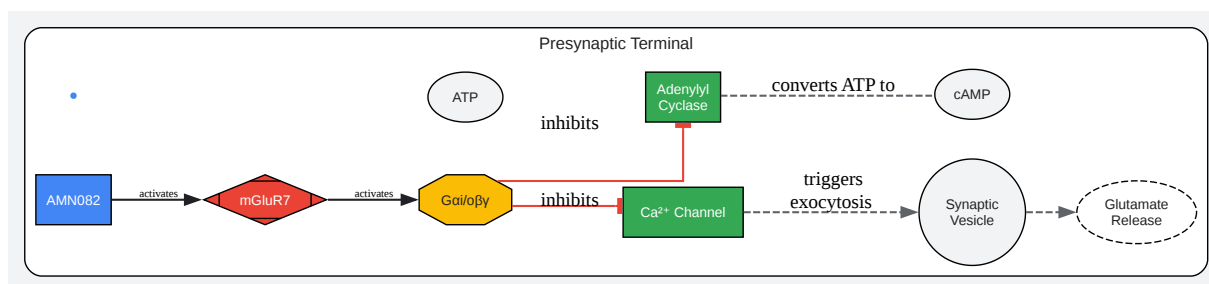 Presynaptic Terminal
ATP
Adenylyl
Cyclase
converts ATP to
cAMP
inhibits
AMN082
activates
mGluR7
activates
Gαi/oβγ
inhibits
Ca²⁺ Channel
triggers
exocytosis
Synaptic
Vesicle
Glutamate
Release